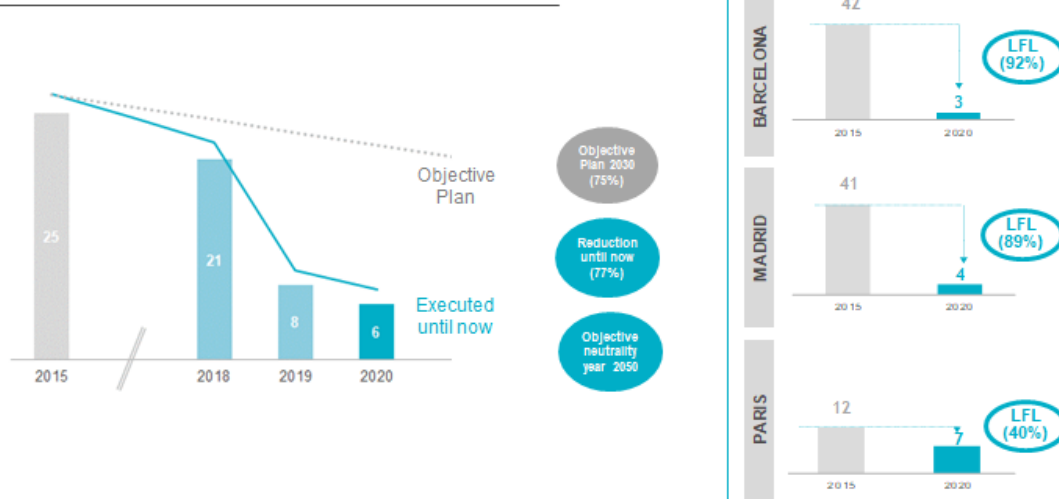 25
21
8
6
2015
2018
2019
2020
Objective
Plan
Executed
until now
Objective
Plan 2030
(75%)
Reduction
until now
(77%)
Objective
neutrality
year 2050
BARCELONA
42
3
2015
2020
LFL
(92%)
MADRID
41
4
2015
2020
LFL
(89%)
PARIS
12
7
2015
2020
LFL
(40%)